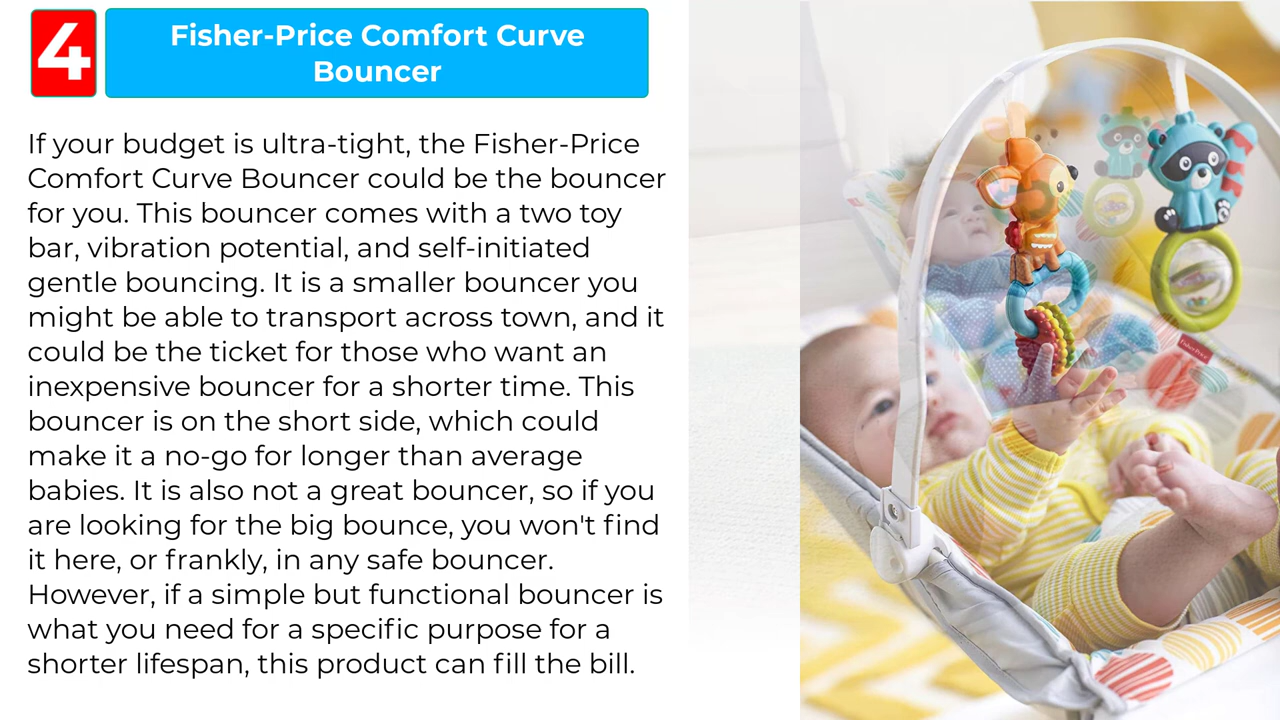 4
Fisher-Price Comfort Curve
Bouncer
If your budget is ultra-tight, the Fisher-Price
Comfort Curve Bouncer could be the bouncer
for you. This bouncer comes with a two toy
bar, vibration potential, and self-initiated
gentle bouncing. It is a smaller bouncer you
might be able to transport across town, and it
could be the ticket for those who want an
inexpensive bouncer for a shorter time. This
bouncer is on the short side, which could
make it a no-go for longer than average
babies. It is also not a great bouncer, so if you
are looking for the big bounce, you won't find
it here, or frankly, in any safe bouncer.
However, if a simple but functional bouncer is
what you need for a specific purpose for a
shorter lifespan, this product can fill the bill.
Fisher-Price